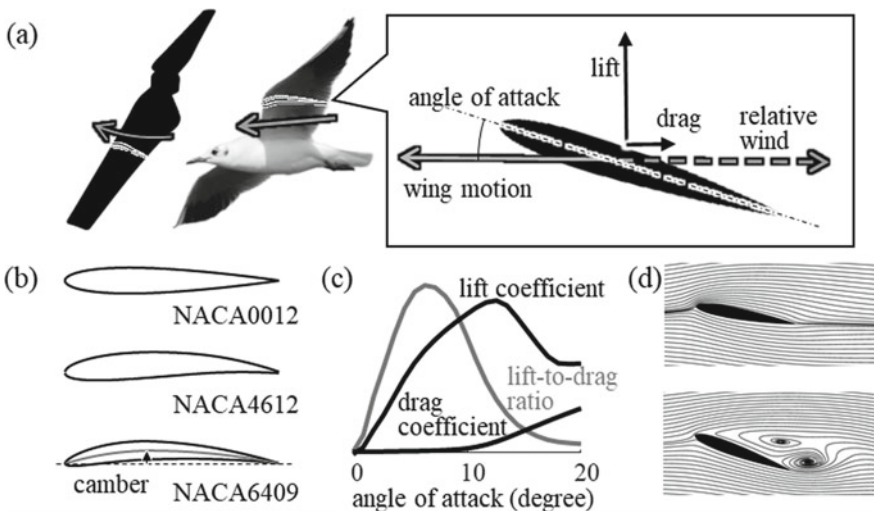 (a)
lift
angle of attack
drag
relative
wind
wing motion
(b)
NACA0012
NACA4612
camber
NACA6409
(c)
lift coefficient
lift-to-drag
ratio
drag
coefficient
0
10
20
angle of attack (degree)
(d)